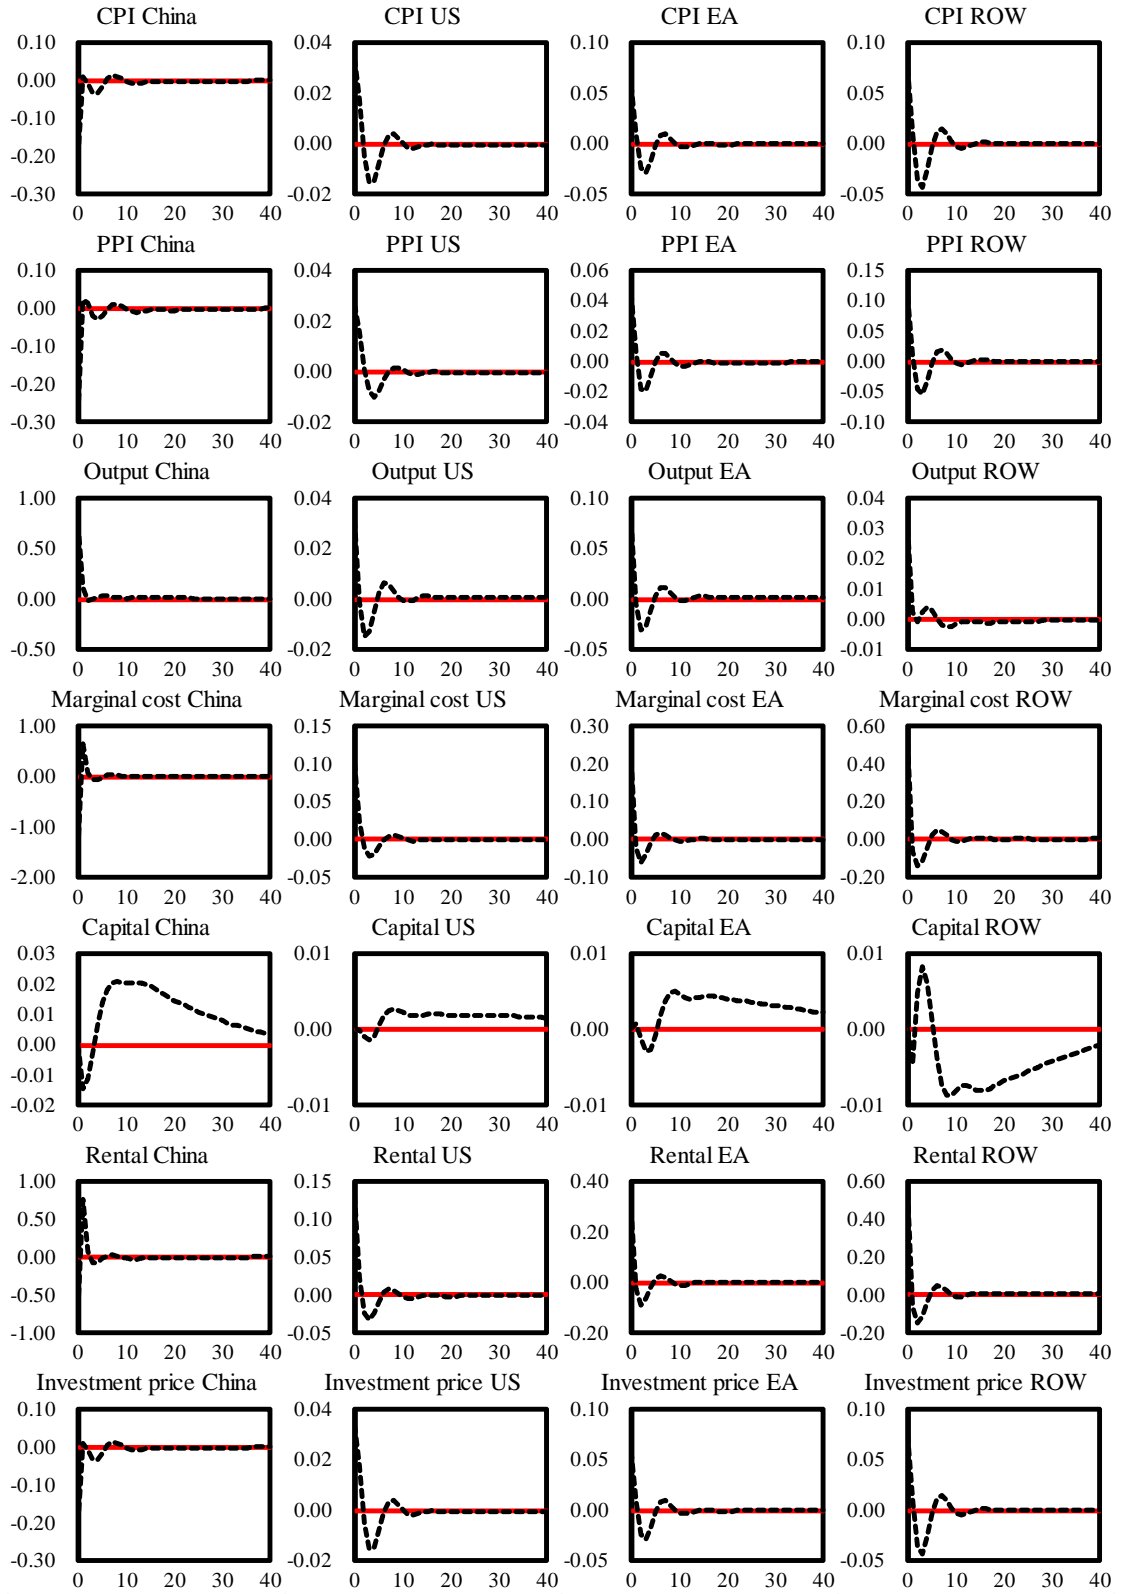 CPI China CPI US CPI EA CPI ROW
0.10 0.04 0.10 0.10
0.00 0.02 0.05 0.05
-0.10 0.00 0.00 0.00
-0.20
-0.30 -0.02 -0.05 -0.05
0 10 20 30 40 0 10 20 30 40 0 10 20 30 40 0 10 20 30 40
PPI China PPI US PPI EA PPI ROW
0.10 0.04 0.06 0.15
0.00 0.02 0.04 0.10
0.02 0.05
-0.10 0.00 0.00 0.00
-0.20 -0.02 -0.05
-0.30 -0.02 -0.04 -0.10
0 10 20 30 40 0 10 20 30 40 0 10 20 30 40 0 10 20 30 40
Output China Output US Output EA Output ROW
1.00 0.04 0.10 0.04
0.50 0.02 0.05 0.03
0.02
0.00 0.00 0.00 0.01
0.00
-0.50 -0.02 -0.05 -0.01
0 10 20 30 40 0 10 20 30 40 0 10 20 30 40 0 10 20 30 40
Marginal cost China Marginal cost US Marginal cost EA Marginal cost ROW
1.00 0.15 0.30 0.60
0.00 0.10 0.20 0.40
0.05 0.10 0.20
-1.00 0.00 0.00 0.00
-2.00 -0.05 -0.10 -0.20
0 10 20 30 40 0 10 20 30 40 0 10 20 30 40 0 10 20 30 40
Capital China Capital US Capital EA Capital ROW
0.03 0.01 0.01 0.01
0.02
0.01 0.00 0.00 0.00
0.00
-0.01
-0.02 -0.01 -0.01 -0.01
0 10 20 30 40 0 10 20 30 40 0 10 20 30 40 0 10 20 30 40
Rental China Rental US Rental EA Rental ROW
1.00 0.15 0.40 0.60
0.50 0.10 0.20 0.40
0.00 0.05 0.20
-0.50 0.00 0.00 0.00
-1.00 -0.05 -0.20 -0.20
0 10 20 30 40 0 10 20 30 40 0 10 20 30 40 0 10 20 30 40
Investment price China Investment price US Investment price EA Investment price ROW
0.10 0.04 0.10 0.10
0.00 0.02 0.05 0.05
-0.10 0.00 0.00 0.00
-0.20
-0.30 -0.02 -0.05 -0.05
0 10 20 30 40 0 10 20 30 40 0 10 20 30 40 0 10 20 30 40